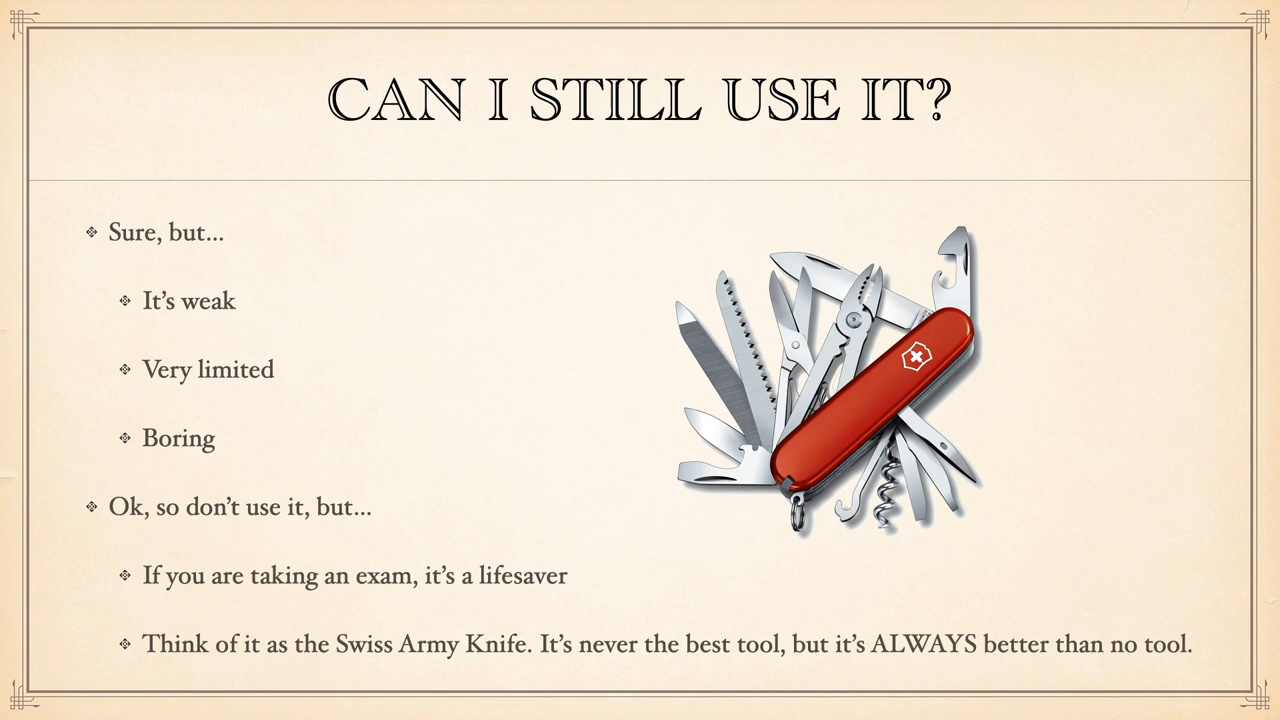 CAN I STILL USE IT?
Sure, but...
It’s weak
Very limited
Boring
Ok, so don’t use it, but...
If you are taking an exam, it’s a lifesaver
Think of it as the Swiss Army Knife. It’s never the best tool, but it’s ALWAYS better than no tool.